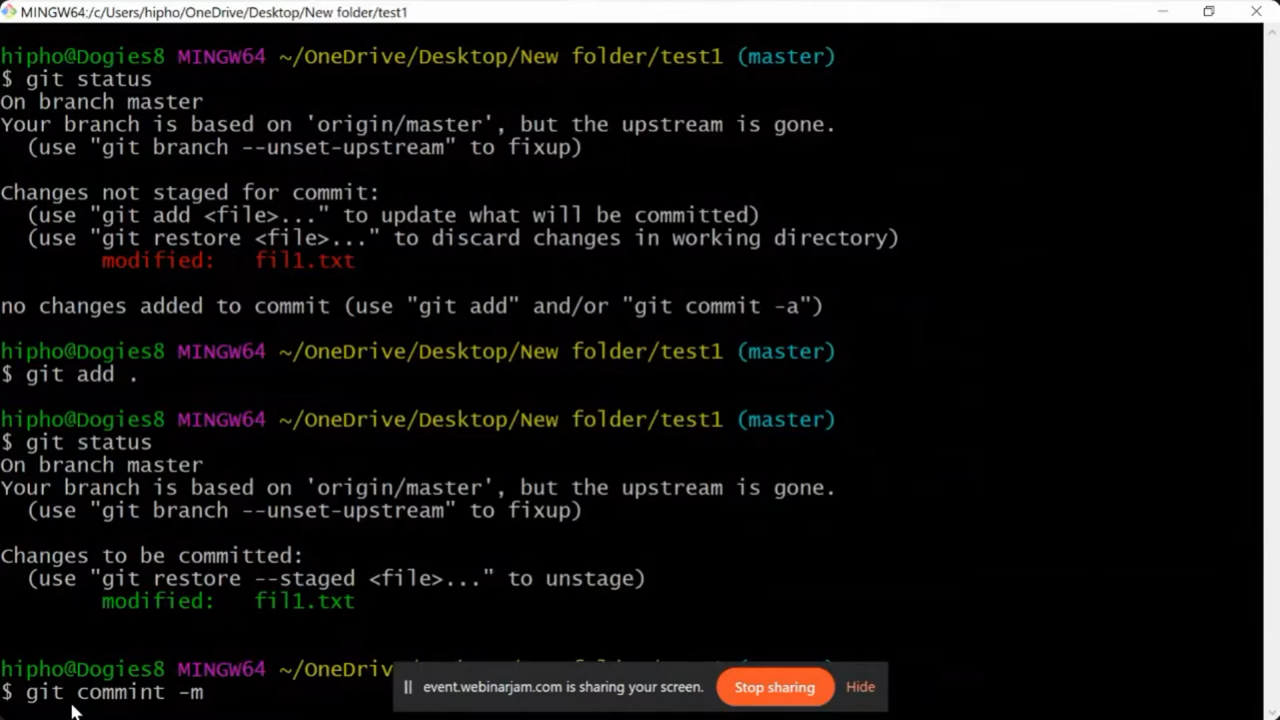 MINGW64:/c/Users/hipho/OneDrive/Desktop/New folder/test1
hipho@Dogies8 MINGW64 ~/OneDrive/Desktop/New folder/test1 (master)
$ git status
On branch master
Your branch is based on 'origin/master', but the upstream is gone.
(use "git branch --unset-upstream" to fixup)
Changes not staged for commit:
(use "git add <file>..." to update what will be committed)
(use "git restore <file>..." to discard changes in working directory)
modified: fil1.txt
no changes added to commit (use "git add" and/or "git commit -a")
hipho@Dogies8 MINGW64 ~/OneDrive/Desktop/New folder/test1 (master)
$ git add .
hipho@Dogies8 MINGW64 ~/OneDrive/Desktop/New folder/test1 (master)
$ git status
On branch master
Your branch is based on 'origin/master', but the upstream is gone.
(use "git branch --unset-upstream" to fixup)
Changes to be committed:
(use "git restore --staged <file>..." to unstage)
modified: fil1.txt
hipho@Dogies8 MINGW64 ~/OneDriv
$ git commint -m
event.webinarjam.com is sharing your screen. Stop sharing Hide